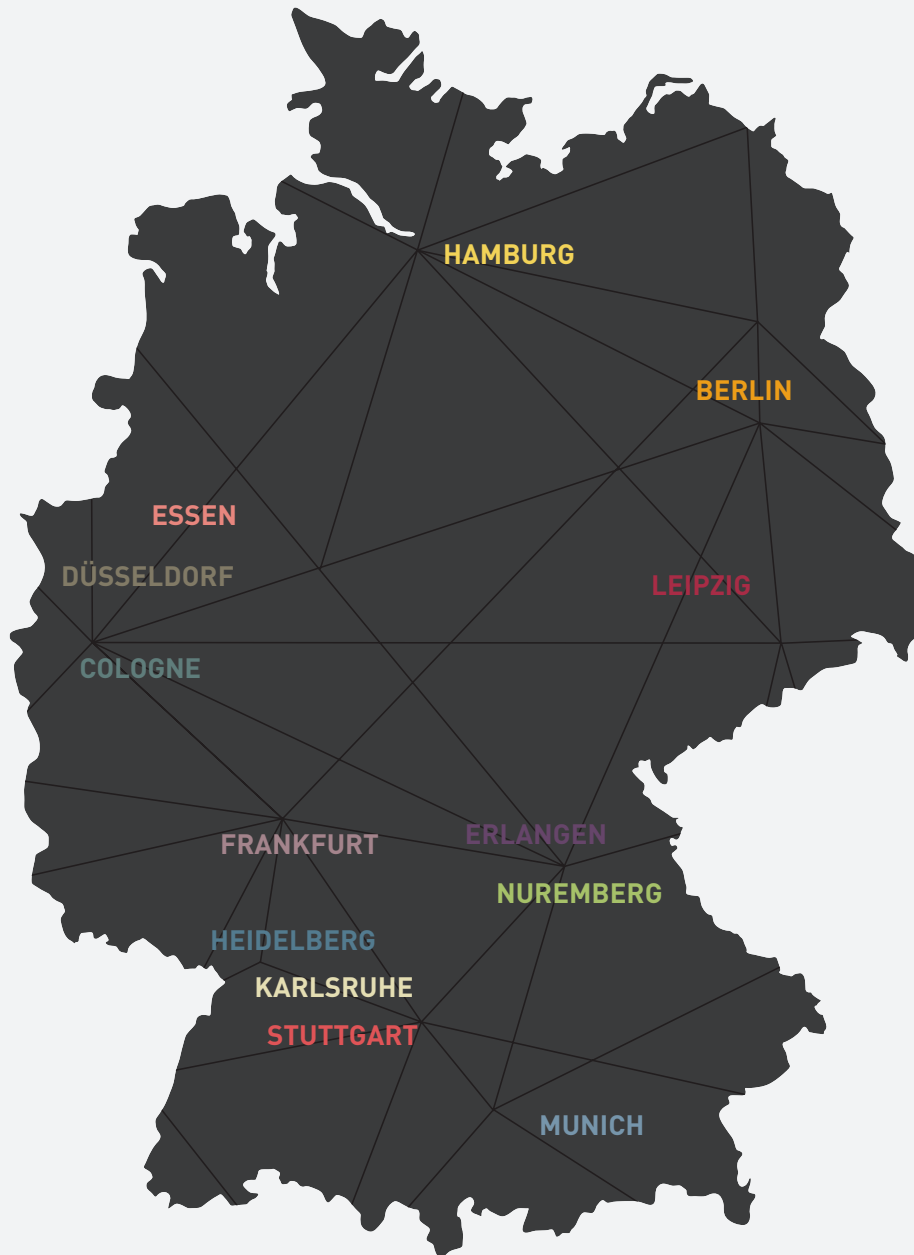 HAMBURG
BERLIN
ESSEN
DÜSSELDORF
LEIPZIG
COLOGNE
ERLANGEN
FRANKFURT
NUREMBERG
HEIDELBERG
KARLSRUHE
STUTTGART
MUNICH